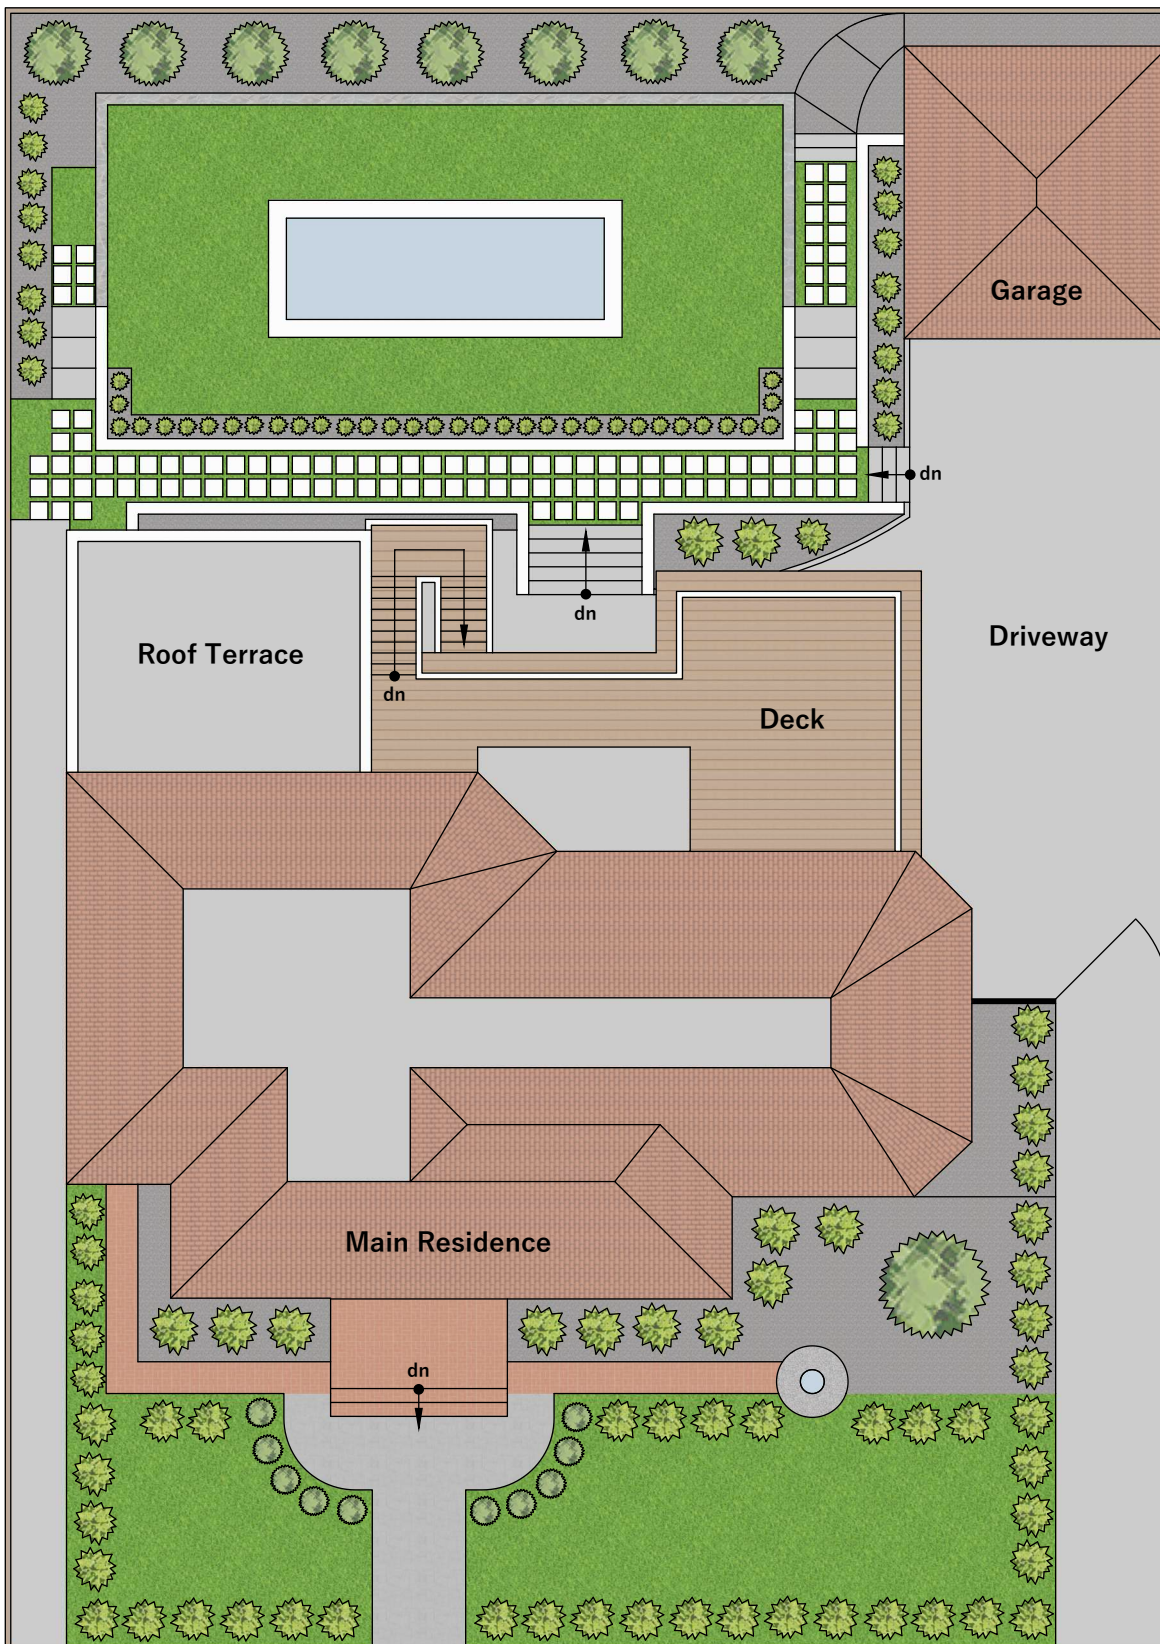 Garage
dn
dn
Driveway
Roof Terrace
dn
Deck
Main Residence
dn